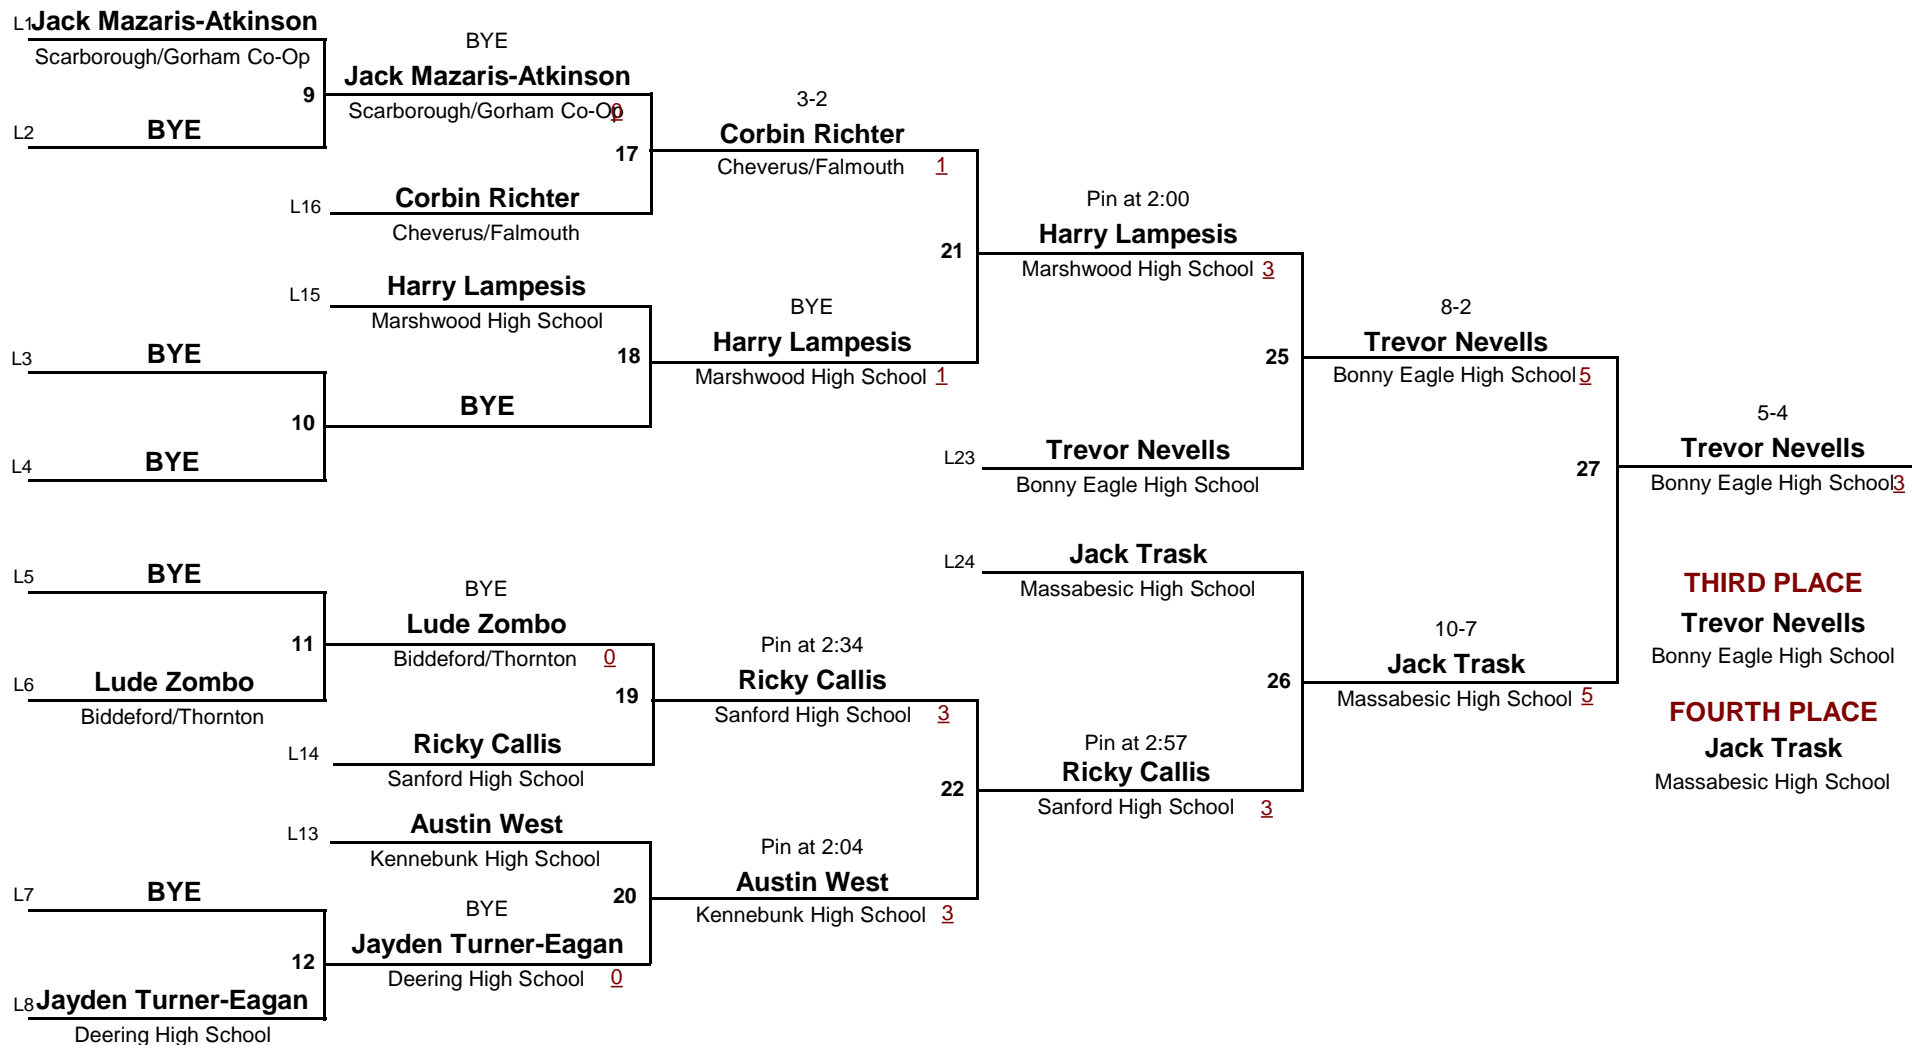 L1 Jack Mazaris-Atkinson
Scarborough/Gorham Co-Op
9
L2 BYE
BYE
Jack Mazaris-Atkinson
Scarborough/Gorham Co-Op 0
17
L16 Corbin Richter
Cheverus/Falmouth
3-2
Corbin Richter
Cheverus/Falmouth 1
L15 Harry Lampesis
Marshwood High School
18
L3 BYE
10
BYE
L4 BYE
BYE
Harry Lampesis
Marshwood High School 1
21
Pin at 2:00
Harry Lampesis
Marshwood High School 3
25
L23 Trevor Nevells
Bonny Eagle High School
8-2
Trevor Nevells
Bonny Eagle High School 5
27
5-4
Trevor Nevells
Bonny Eagle High School 3
L5 BYE
11
L6 Lude Zombo
Biddeford/Thornton
BYE
Lude Zombo
Biddeford/Thornton 0
19
L14 Ricky Callis
Sanford High School
Pin at 2:34
Ricky Callis
Sanford High School 3
L13 Austin West
Kennebunk High School
20
L7 BYE
12
L8 Jayden Turner-Eagan
Deering High School
BYE
Jayden Turner-Eagan
Deering High School 0
Pin at 2:04
Austin West
Kennebunk High School 3
22
Pin at 2:57
Ricky Callis
Sanford High School 3
L24 Jack Trask
Massabesic High School
26
10-7
Jack Trask
Massabesic High School 5
THIRD PLACE
Trevor Nevells
Bonny Eagle High School
FOURTH PLACE
Jack Trask
Massabesic High School